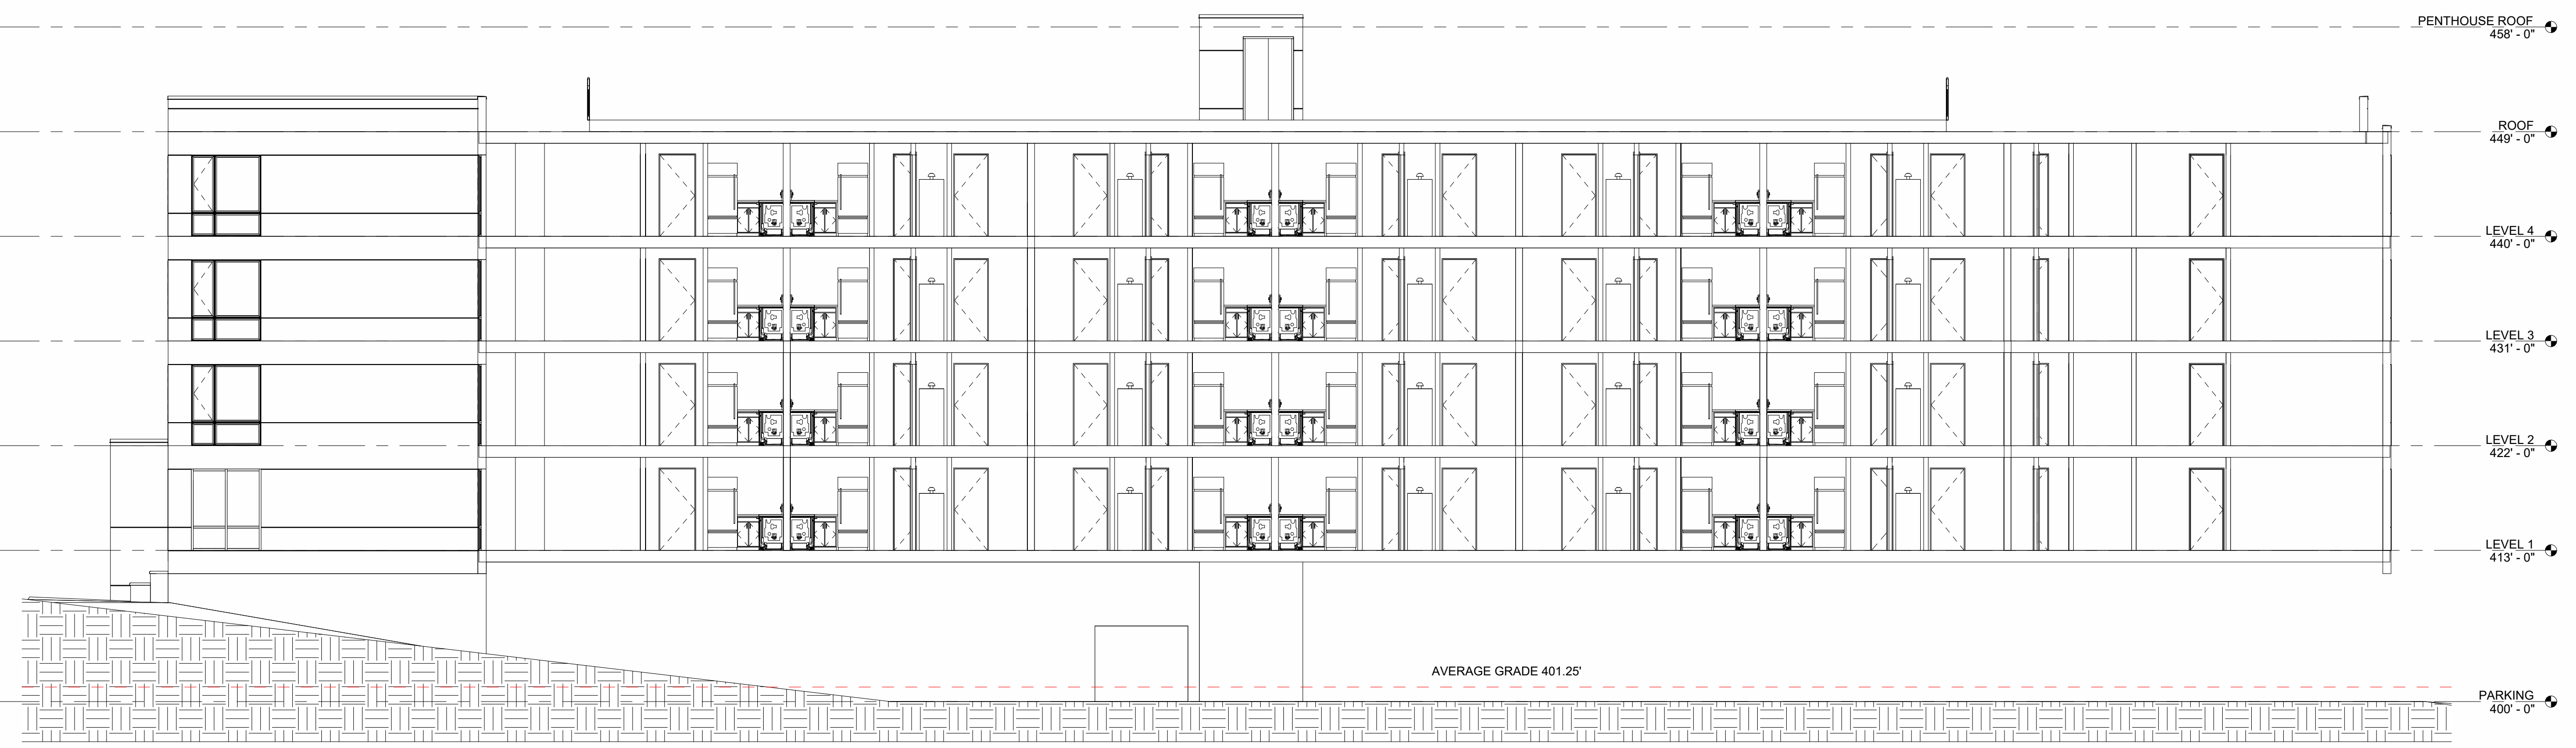 PENTHOUSE ROOF
458' - 0"
ROOF
449' - 0"
LEVEL 4
440' - 0"
LEVEL 3
431' - 0"
LEVEL 2
422' - 0"
LEVEL 1
413' - 0"
AVERAGE GRADE 401.25'
PARKING
400' - 0"